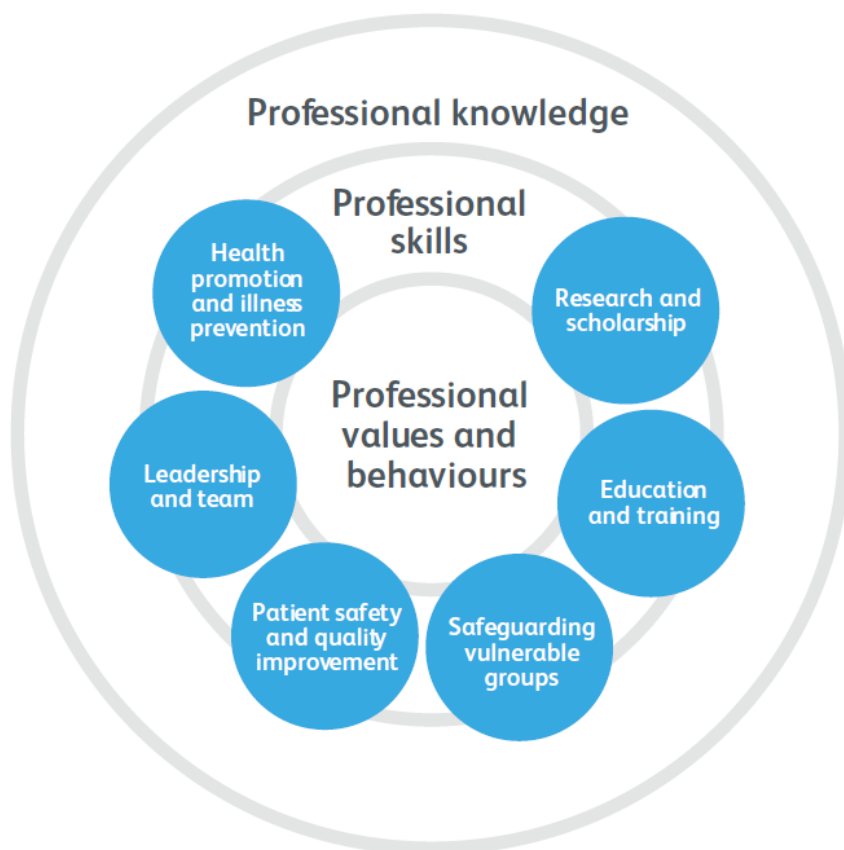 Professional knowledge
Professional
skills
Health
promotion
and illness
prevention
Research and
scholarship
Professional
values and
behaviours
Leadership
and team
Education
and training
Patient safety
and quality
improvement
Safeguarding
vulnerable
groups